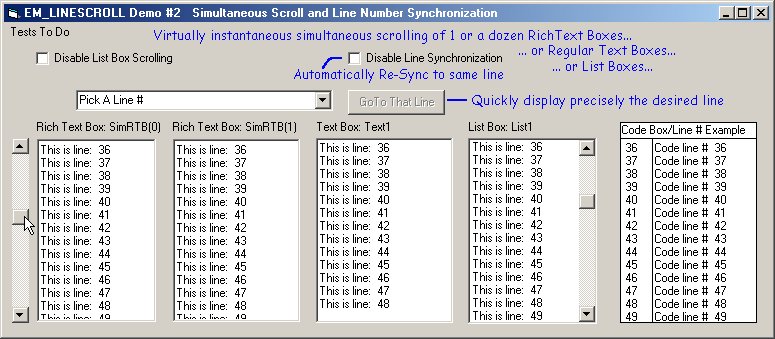 EM_LINESCROLL Demo #2   Simultaneous Scroll and Line Number Synchronization
Tests To Do
Virtually instantaneous simultaneous scrolling of 1 or a dozen RichText Boxes...
... or Regular Text Boxes...
... or List Boxes...
Disable List Box Scrolling
Disable Line Synchronization
Automatically Re-Sync to same line
Pick A Line #
GoTo That Line
Quickly display precisely the desired line
Rich Text Box: SimRTB(0)
This is line: 36
This is line: 37
This is line: 38
This is line: 39
This is line: 40
This is line: 41
This is line: 42
This is line: 43
This is line: 44
This is line: 45
This is line: 46
This is line: 47
This is line: 48
This is line: 49
Rich Text Box: SimRTB(1)
This is line: 36
This is line: 37
This is line: 38
This is line: 39
This is line: 40
This is line: 41
This is line: 42
This is line: 43
This is line: 44
This is line: 45
This is line: 46
This is line: 47
This is line: 48
This is line: 49
Text Box: Text1
This is line: 36
This is line: 37
This is line: 38
This is line: 39
This is line: 40
This is line: 41
This is line: 42
This is line: 43
This is line: 44
This is line: 45
This is line: 46
This is line: 47
This is line: 48
List Box: List1
This is line: 36
This is line: 37
This is line: 38
This is line: 39
This is line: 40
This is line: 41
This is line: 42
This is line: 43
This is line: 44
This is line: 45
This is line: 46
This is line: 47
This is line: 48
This is line: 49
Code Box/Line # Example
36 Code line # 36
37 Code line # 37
38 Code line # 38
39 Code line # 39
40 Code line # 40
41 Code line # 41
42 Code line # 42
43 Code line # 43
44 Code line # 44
45 Code line # 45
46 Code line # 46
47 Code line # 47
48 Code line # 48
49 Code line # 49